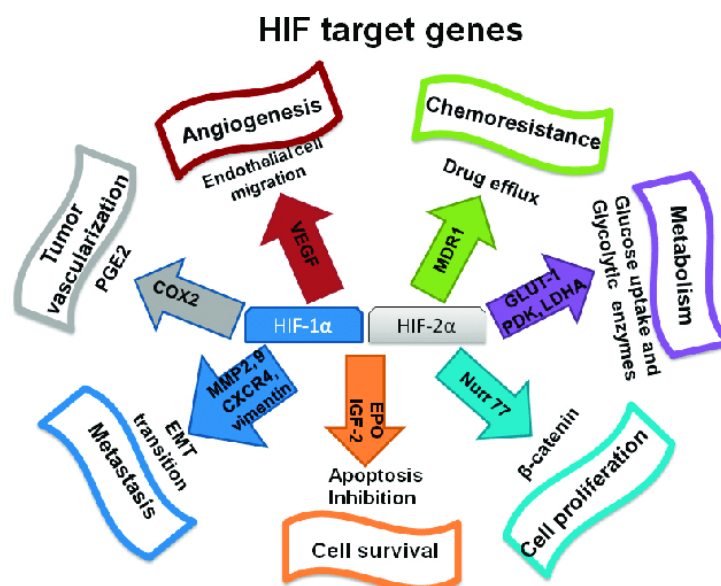 HIF target genes
Angiogenesis
Endothelial cell
migration
VEGF
Chemoresistance
Drug efflux
MDR1
Tumor
vascularization
PGE2
COX2
Metabolism
Glucose uptake and
Glycolytic enzymes
GLUT-1
PDK, LDHA
HIF-1α
HIF-2α
MMP2,9
CXCR4,
vimentin
EMT
transition
Metastasis
EPO
IGF-2
Apoptosis
Inhibition
Cell survival
Nurr 77
β-catenin
Cell proliferation